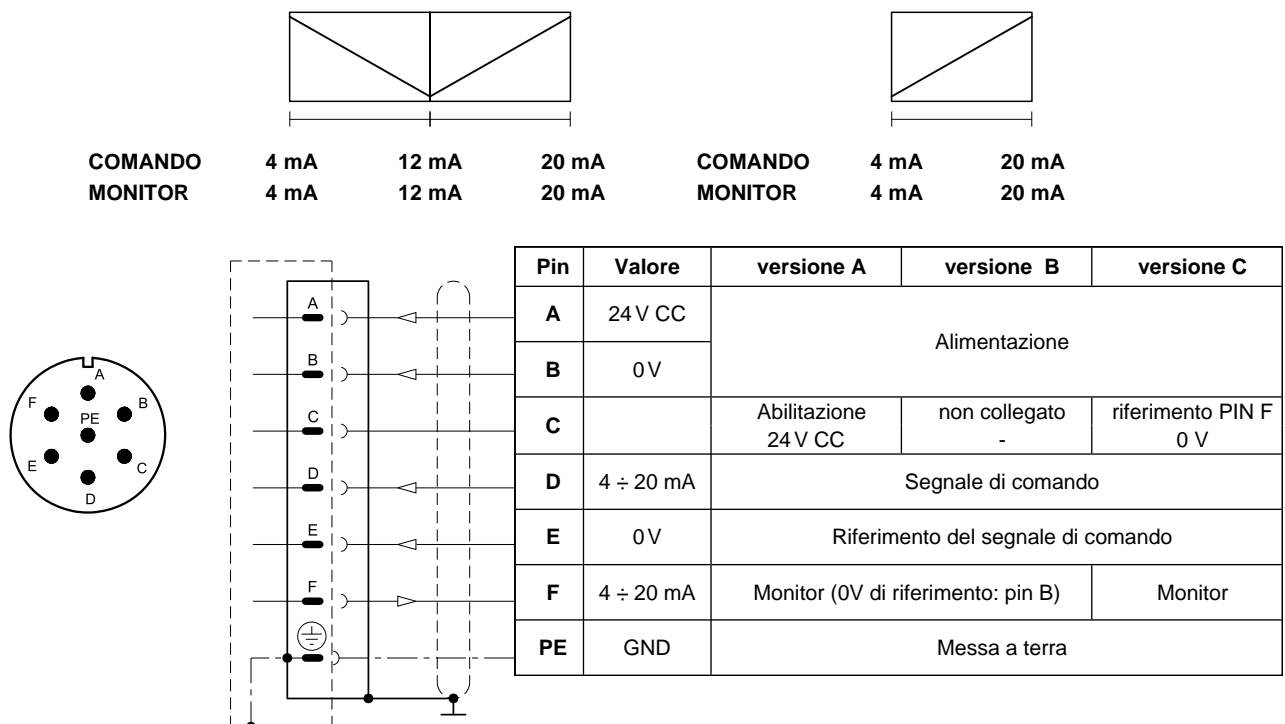 COMANDO 4 mA 12 mA 20 mA COMANDO 4 mA 20 mA
MONITOR 4 mA 12 mA 20 mA MONITOR 4 mA 20 mA
A
F B
PE
E C
D
A
B
C
D
E
F
Pin Valore versione A versione B versione C
A 24 V CC Alimentazione
B 0 V
C Abilitazione 24 V CC non collegato - riferimento PIN F 0 V
D 4 ÷ 20 mA Segnale di comando
E 0 V Riferimento del segnale di comando
F 4 ÷ 20 mA Monitor (0V di riferimento: pin B) Monitor
PE GND Messa a terra